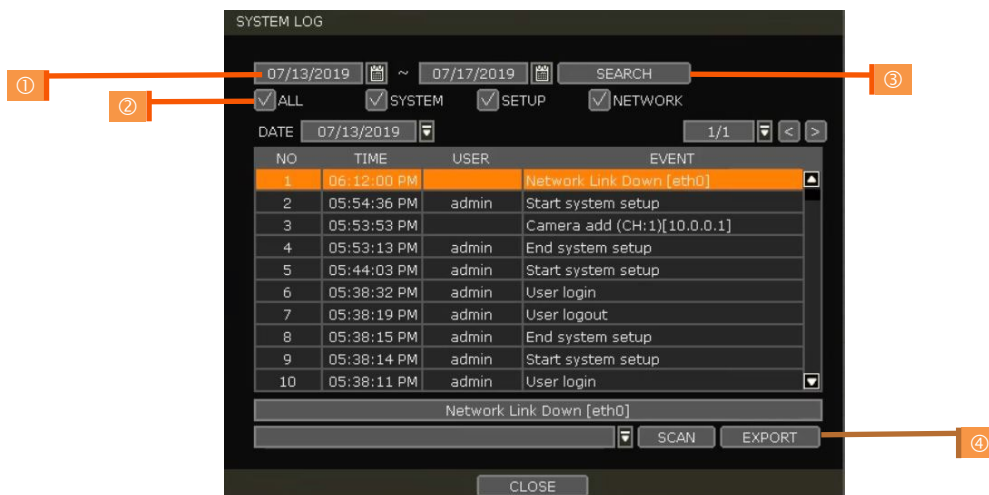 SYSTEM LOG
① 07/13/2019 ~ 07/17/2019 SEARCH ③
② ALL SYSTEM SETUP NETWORK
DATE 07/13/2019 1/1 < >
NO TIME USER EVENT
1 06:12:00 PM Network Link Down [eth0]
2 05:54:36 PM admin Start system setup
3 05:53:53 PM Camera add (CH:1)[10.0.0.1]
4 05:53:13 PM admin End system setup
5 05:44:03 PM admin Start system setup
6 05:38:32 PM admin User login
7 05:38:19 PM admin User logout
8 05:38:15 PM admin End system setup
9 05:38:14 PM admin Start system setup
10 05:38:11 PM admin User login
Network Link Down [eth0]
SCAN EXPORT ④
CLOSE